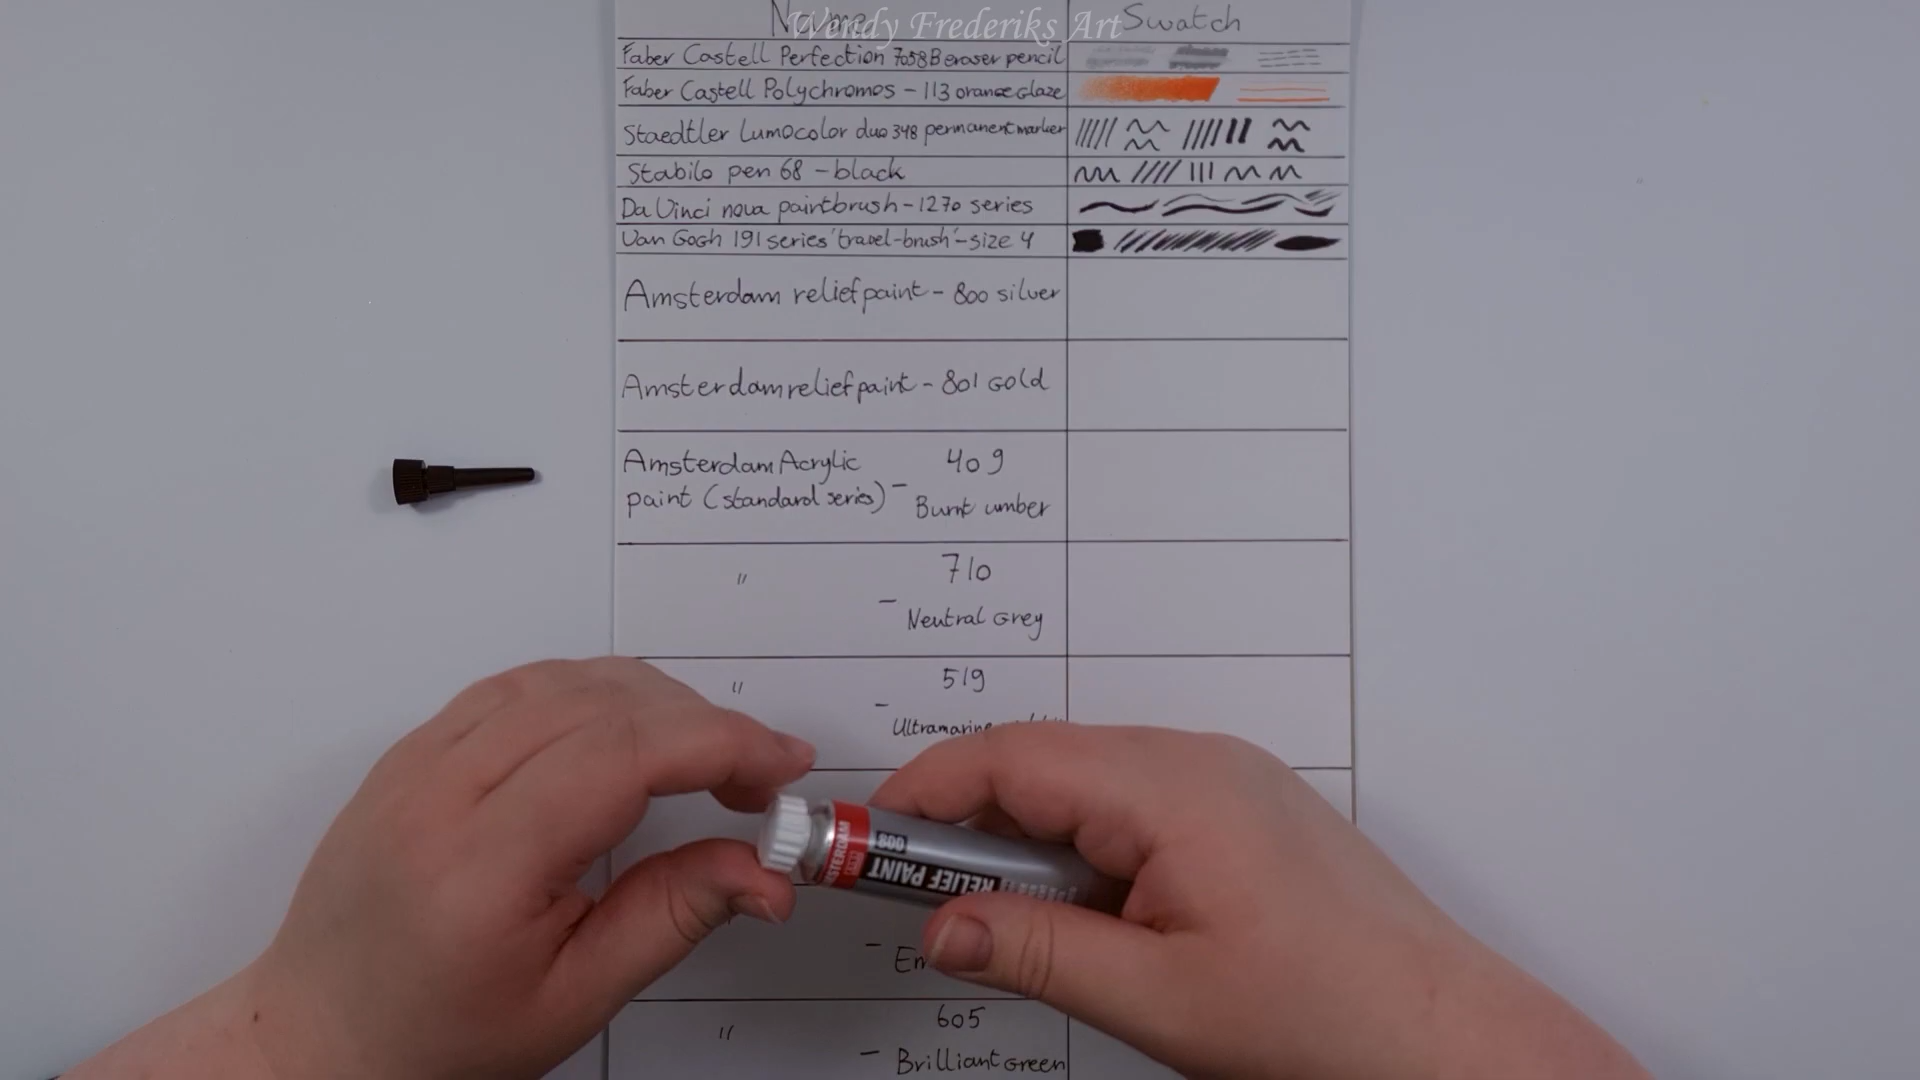 Name Swatch
Wendy Frederiks Art
Faber Castell Perfection 7058B eraser pencil
Faber Castell Polychromos - 113 orange Glaze
Staedtler Lumocolor duo 348 permanent marker
Stabilo pen 68 - black
Da Vinci nova paintbrush - 1270 series
Van Gogh 191 series 'travel-brush' - size 4
Amsterdam relief paint - 800 silver
Amsterdam relief paint - 801 Gold
Amsterdam Acrylic 409
paint (standard series) - Burnt umber
" 710
- Neutral Grey
" 519
- Ultramarine
800
RELIEF PAINT
- Em
" 605
- Brilliant Green